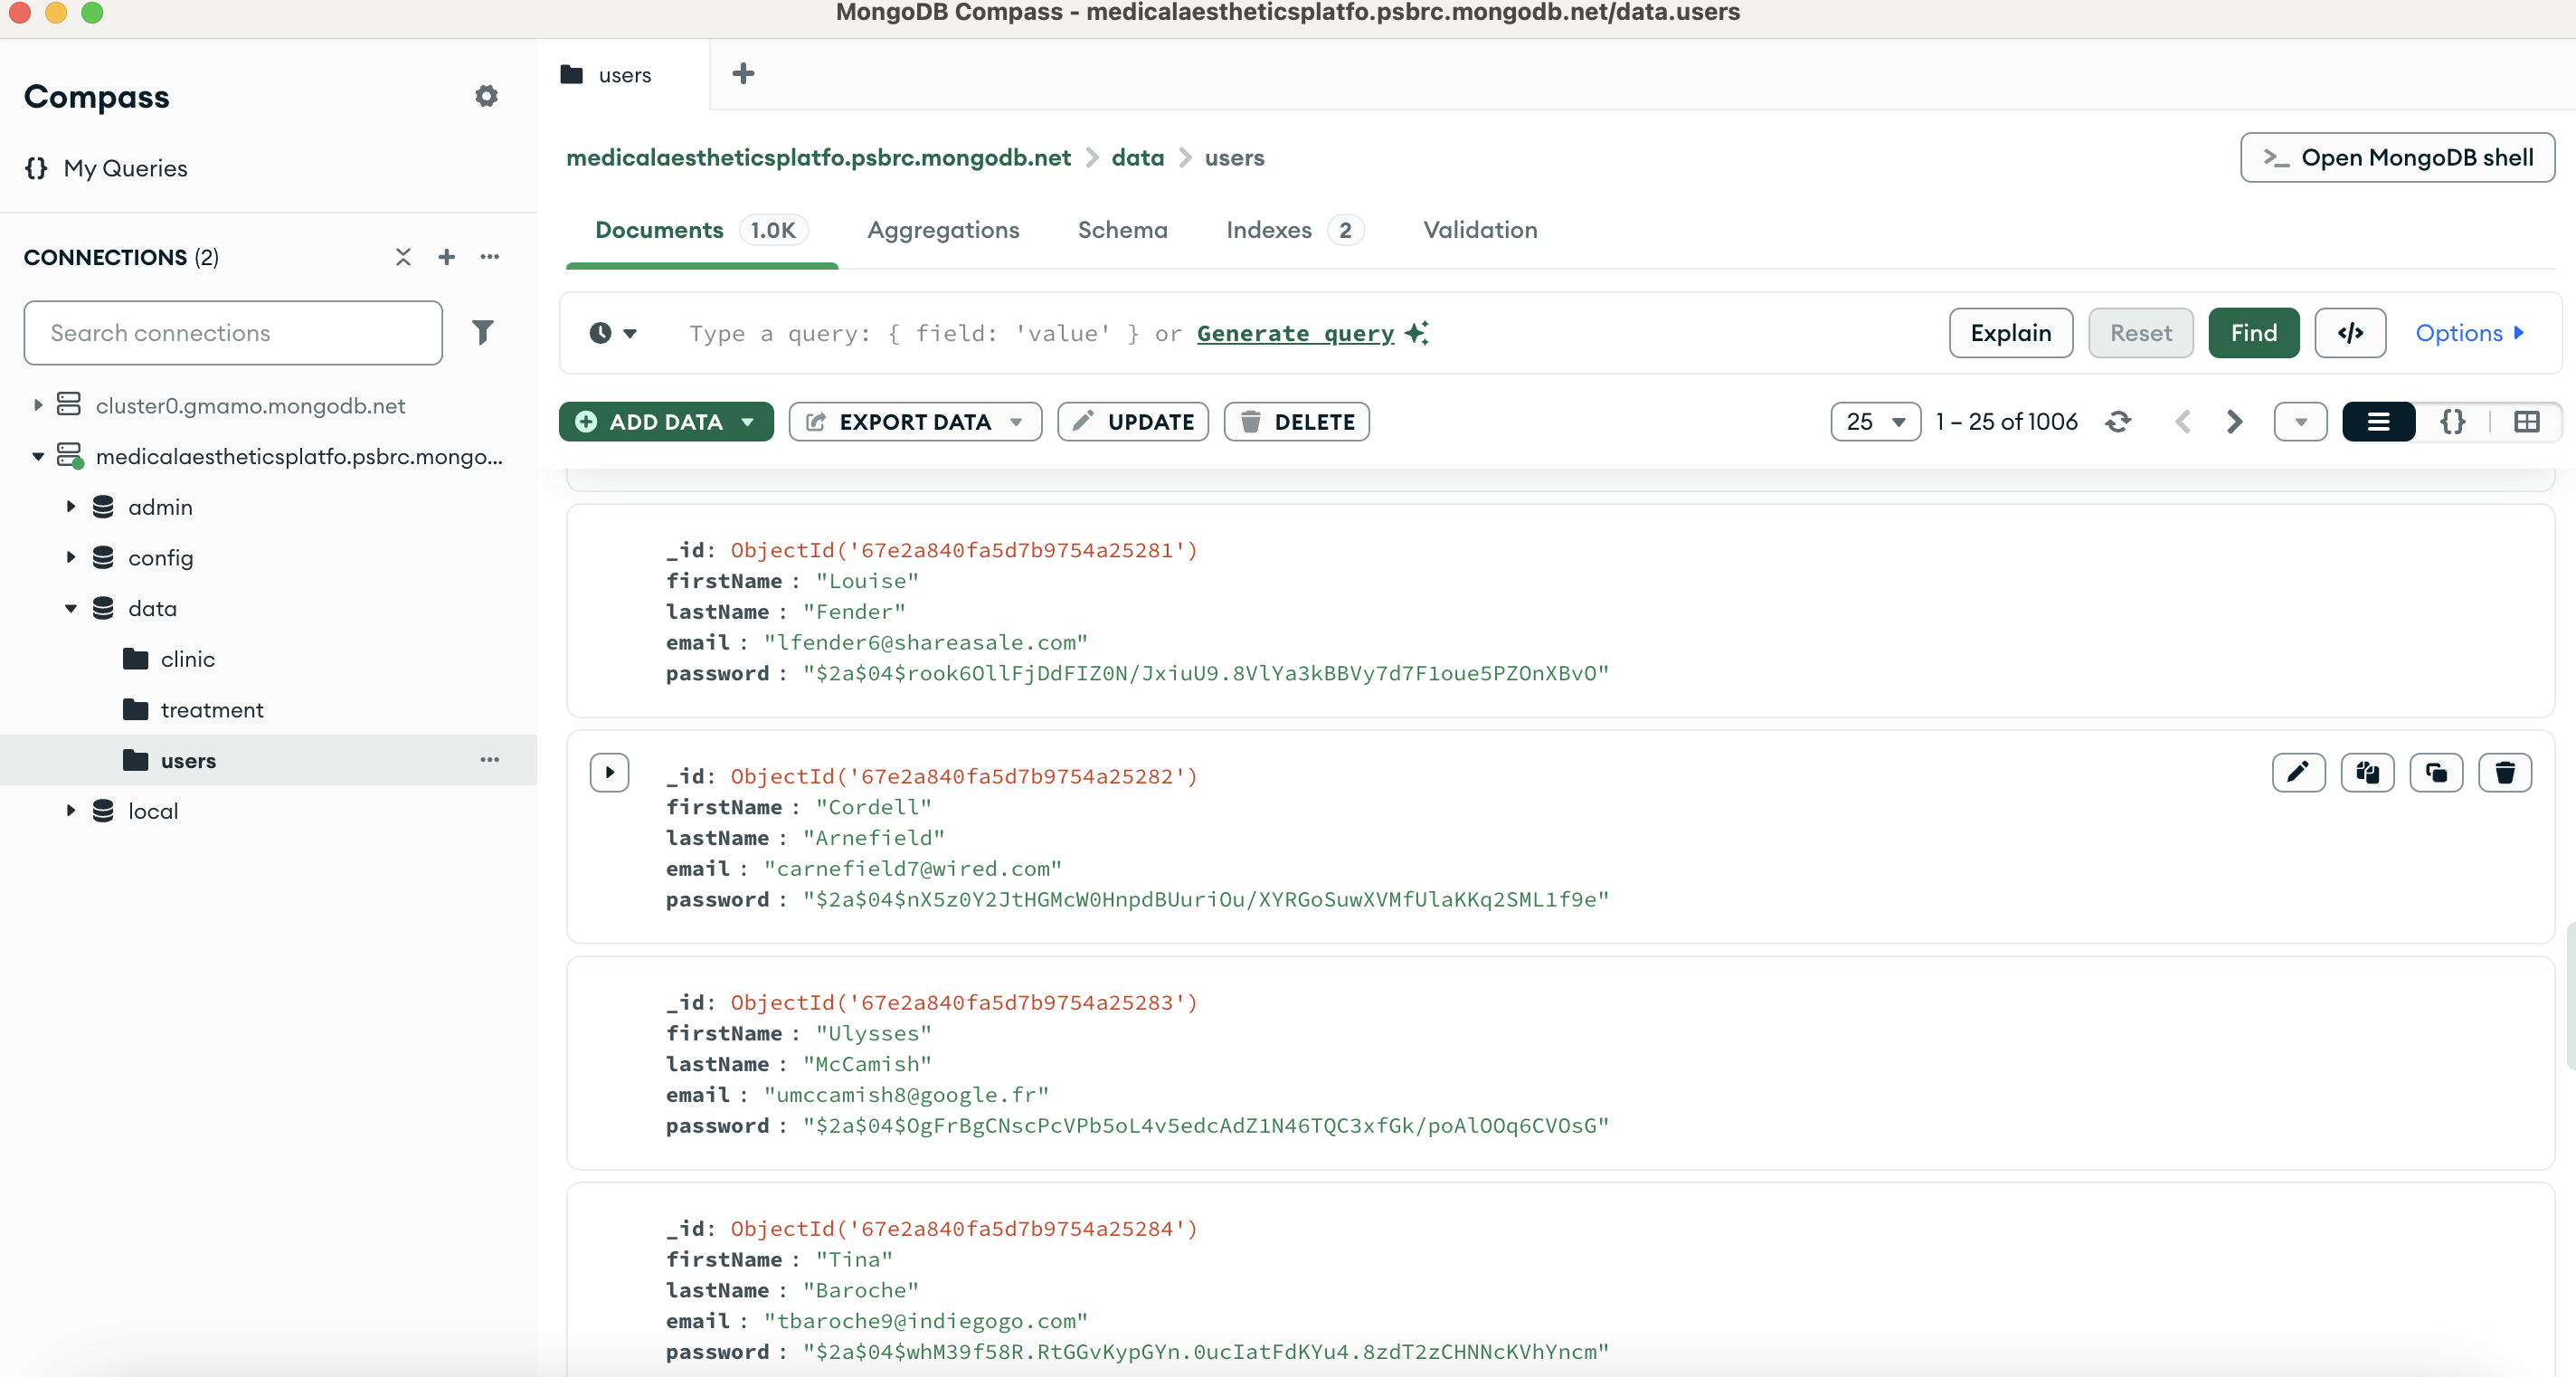 MongoDB Compass - medicalaestheticsplatfo.psbrc.mongodb.net/data.users
Compass
{} My Queries
CONNECTIONS (2)
Search connections
cluster0.gmamo.mongodb.net
medicalaestheticsplatfo.psbrc.mongo...
admin
config
data
clinic
treatment
users
local
users
medicalaestheticsplatfo.psbrc.mongodb.net > data > users
>_ Open MongoDB shell
Documents 1.0K Aggregations Schema Indexes 2 Validation
Type a query: { field: 'value' } or Generate query
Explain Reset Find </> Options
ADD DATA EXPORT DATA UPDATE DELETE
25 1 – 25 of 1006 {}
_id: ObjectId('67e2a840fa5d7b9754a25281')
firstName : "Louise"
lastName : "Fender"
email : "lfender6@shareasale.com"
password : "$2a$04$rook6OllFjDdFIZ0N/JxiuU9.8VlYa3kBBVy7d7F1oue5PZOnXBvO"
_id: ObjectId('67e2a840fa5d7b9754a25282')
firstName : "Cordell"
lastName : "Arnefield"
email : "carnefield7@wired.com"
password : "$2a$04$nX5z0Y2JtHGMcW0HnpdBUuriOu/XYRGoSuwXVMfUlaKKq2SML1f9e"
_id: ObjectId('67e2a840fa5d7b9754a25283')
firstName : "Ulysses"
lastName : "McCamish"
email : "umccamish8@google.fr"
password : "$2a$04$OgFrBgCNscPcVPb5oL4v5edcAdZ1N46TQC3xfGk/poAlOOq6CVOsG"
_id: ObjectId('67e2a840fa5d7b9754a25284')
firstName : "Tina"
lastName : "Baroche"
email : "tbaroche9@indiegogo.com"
password : "$2a$04$whM39f58R.RtGGvKypGYn.0ucIatFdKYu4.8zdT2zCHNNcKVhYncm"